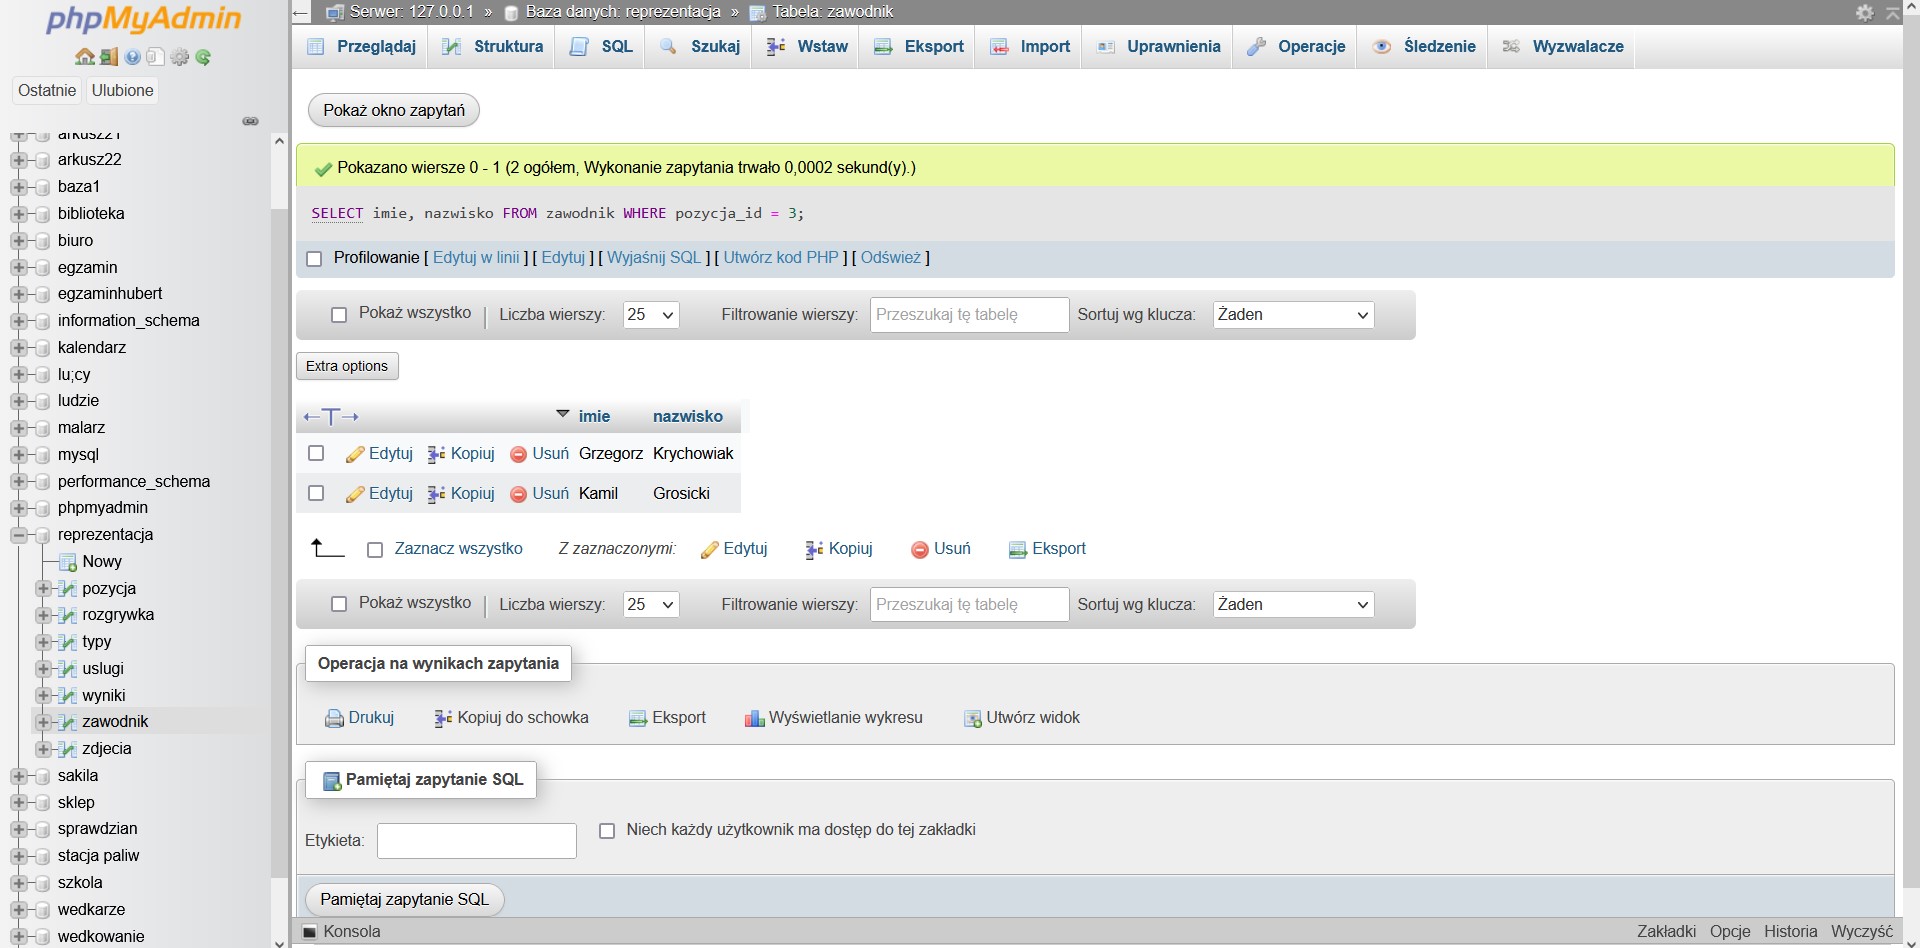 phpMyAdmin
Ostatnie Ulubione
arkusz21
arkusz22
baza1
biblioteka
biuro
egzamin
egzaminhubert
information_schema
kalendarz
lu;cy
ludzie
malarz
mysql
performance_schema
phpmyadmin
reprezentacja
Nowy
pozycja
rozgrywka
typy
uslugi
wyniki
zawodnik
zdjecia
sakila
sklep
sprawdzian
stacja paliw
szkola
wedkarze
wedkowanie
Serwer: 127.0.0.1 » Baza danych: reprezentacja » Tabela: zawodnik
Przeglądaj Struktura SQL Szukaj Wstaw Eksport Import Uprawnienia Operacje Śledzenie Wyzwalacze
Pokaż okno zapytań
Pokazano wiersze 0 - 1 (2 ogółem, Wykonanie zapytania trwało 0,0002 sekund(y).)
SELECT imie, nazwisko FROM zawodnik WHERE pozycja_id = 3;
Profilowanie [ Edytuj w linii ] [ Edytuj ] [ Wyjaśnij SQL ] [ Utwórz kod PHP ] [ Odśwież ]
Pokaż wszystko | Liczba wierszy: 25 Filtrowanie wierszy: Przeszukaj tę tabelę Sortuj wg klucza: Żaden
Extra options
←T→ imie nazwisko
Edytuj Kopiuj Usuń Grzegorz Krychowiak
Edytuj Kopiuj Usuń Kamil Grosicki
Zaznacz wszystko Z zaznaczonymi: Edytuj Kopiuj Usuń Eksport
Pokaż wszystko | Liczba wierszy: 25 Filtrowanie wierszy: Przeszukaj tę tabelę Sortuj wg klucza: Żaden
Operacja na wynikach zapytania
Drukuj Kopiuj do schowka Eksport Wyświetlanie wykresu Utwórz widok
Pamiętaj zapytanie SQL
Etykieta: Niech każdy użytkownik ma dostęp do tej zakładki
Pamiętaj zapytanie SQL
Konsola Zakładki Opcje Historia Wyczyść